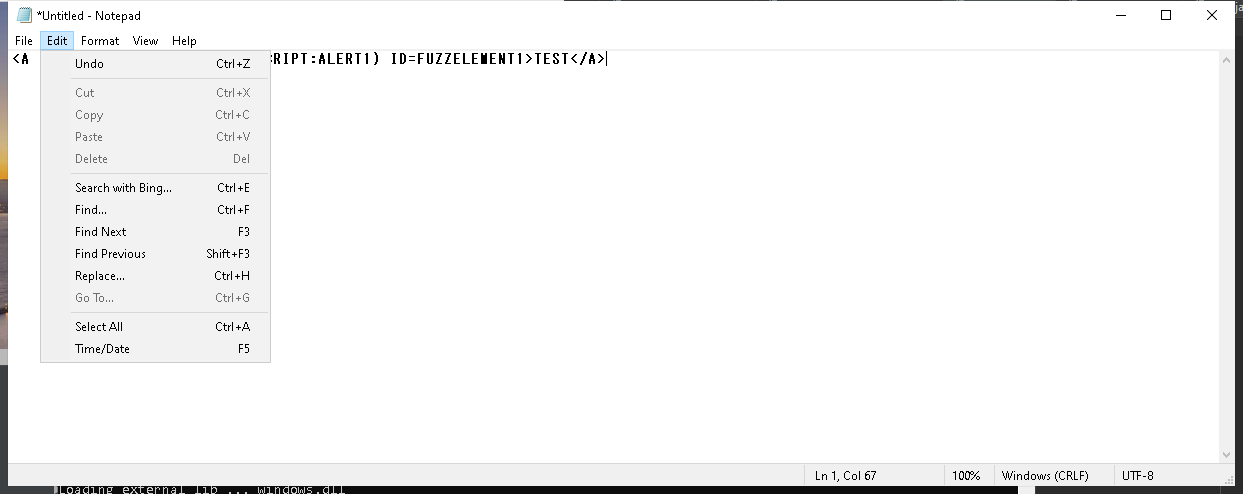 *Untitled - Notepad
File Edit Format View Help
<A RIPT:ALERT1) ID=FUZZELEMENT1>TEST</A>
Undo Ctrl+Z
Cut Ctrl+X
Copy Ctrl+C
Paste Ctrl+V
Delete Del
Search with Bing... Ctrl+E
Find... Ctrl+F
Find Next F3
Find Previous Shift+F3
Replace... Ctrl+H
Go To... Ctrl+G
Select All Ctrl+A
Time/Date F5
Ln 1, Col 67 100% Windows (CRLF) UTF-8
Loading external lib ... windows.dll